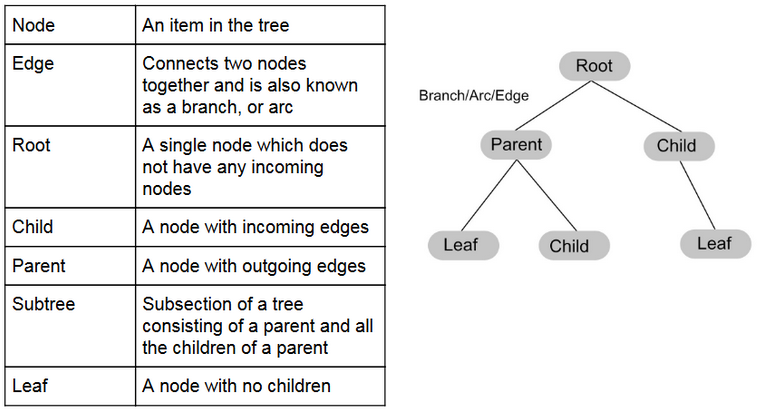 Node
An item in the tree
Edge
Connects two nodes
together and is also known
as a branch, or arc
Root
A single node which does
not have any incoming
nodes
Child
A node with incoming edges
Parent
A node with outgoing edges
Subtree
Subsection of a tree
consisting of a parent and all
the children of a parent
Leaf
A node with no children
Root
Branch/Arc/Edge
Parent
Child
Leaf
Child
Leaf